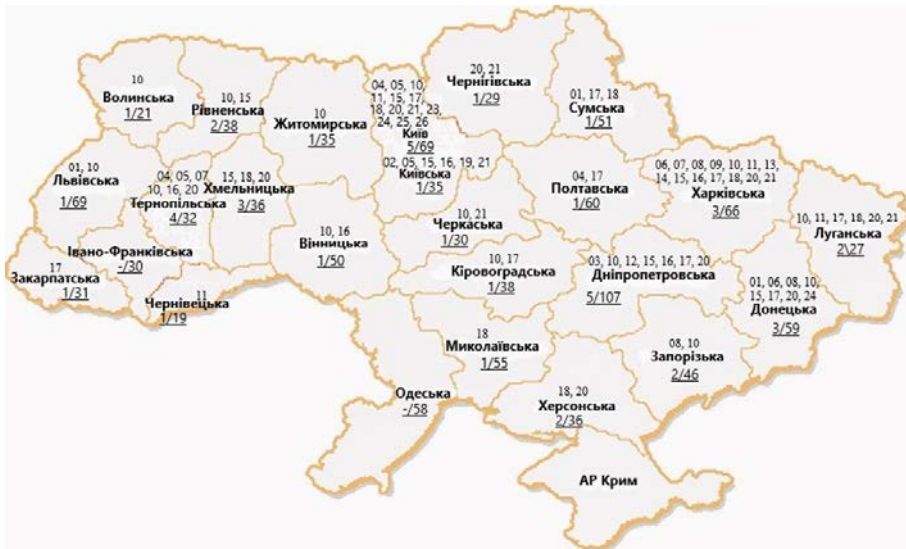 10
Волинська
1/21
10, 15
Рівненська
2/38
10
Житомирська
1/35
04, 05, 10,
11, 15, 17,
18, 20, 21, 23,
24, 25, 26
Київ
5/69
02, 05, 15, 16, 19, 21
Київська
1/35
20, 21
Чернігівська
1/29
01, 17, 18
Сумська
1/51
01, 10
Львівська
1/69
04, 05, 07
10, 16, 20
Тернопільська
4/32
15, 18, 20
Хмельницька
3/36
10, 16
Вінницька
1/50
10, 21
Черкаська
1/30
04, 17
Полтавська
1/60
06, 07, 08, 09, 10, 11, 13,
14, 15, 16, 17, 18, 20, 21
Харківська
3/66
10, 11, 17, 18, 20, 21
Луганська
2\27
17
Закарпатська
1/31
Івано-Франківська
-/30
11
Чернівецька
1/19
10, 17
Кіровоградська
1/38
03, 10, 12, 15, 16, 17, 20
Дніпропетровська
5/107
01, 06, 08, 10,
15, 17, 20, 24
Донецька
3/59
18
Миколаївська
1/55
08, 10
Запорізька
2/46
Одеська
-/58
18, 20
Херсонська
2/36
АР Крим